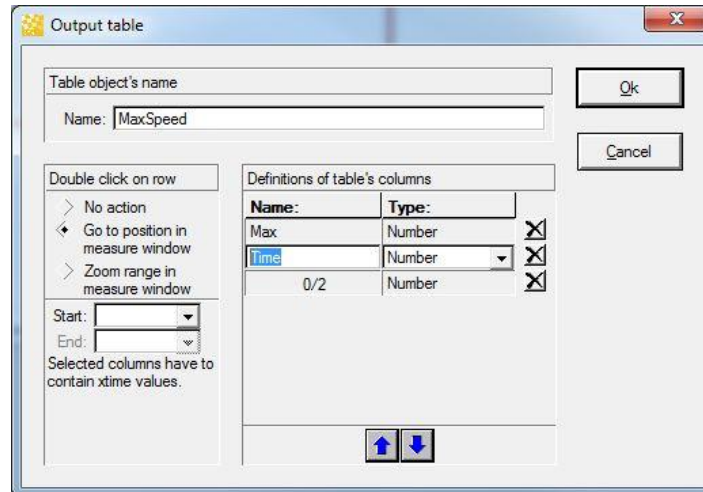 Output table
Table object's name
Name: MaxSpeed
Ok
Cancel
Double click on row
No action
Go to position in
measure window
Zoom range in
measure window
Start:
End:
Selected columns have to
contain xtime values.
Definitions of table's columns
Name: Type:
Max Number
Time Number
0/2 Number